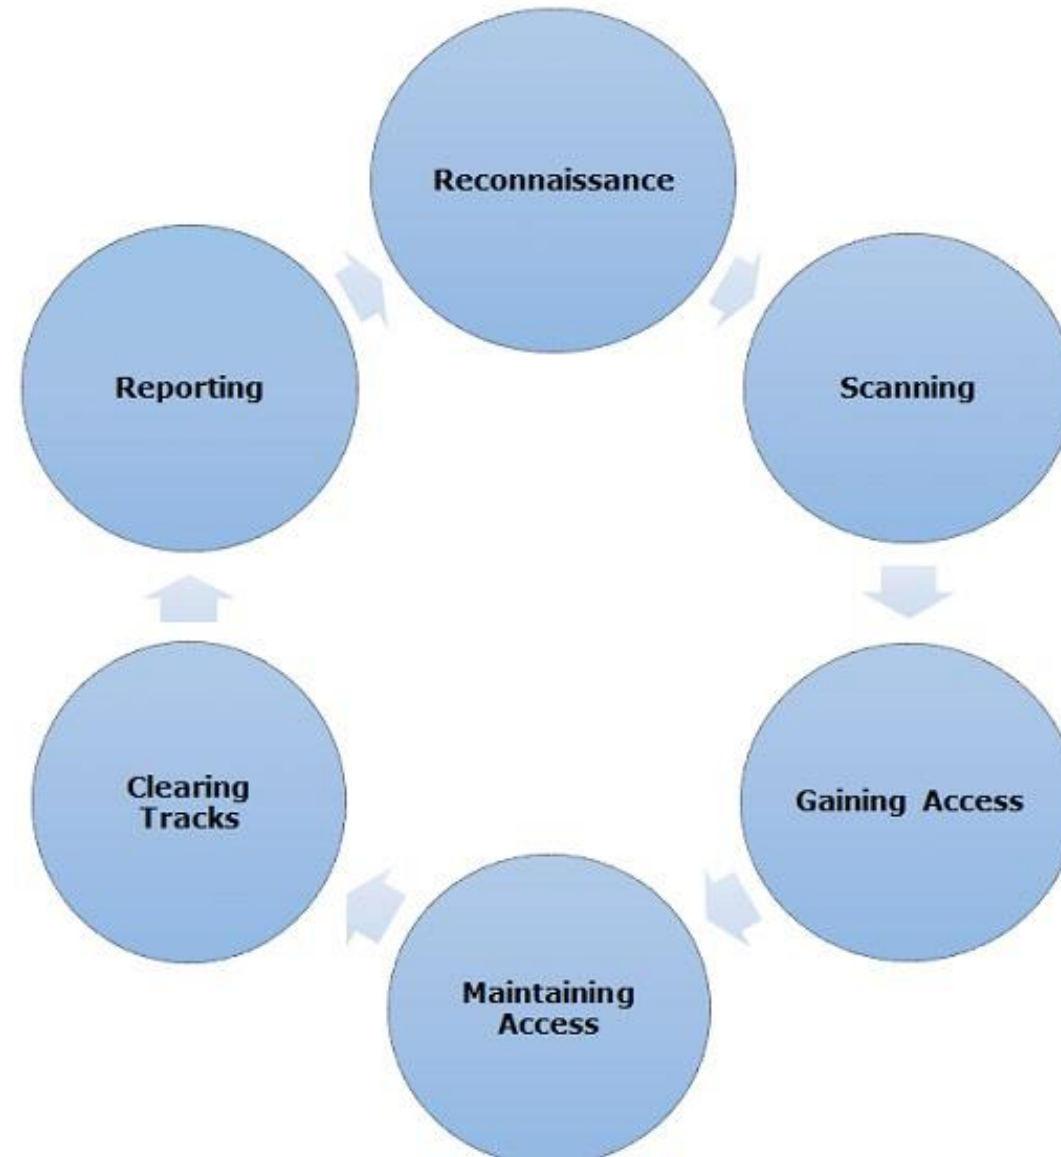 Reconnaissance
Scanning
Gaining Access
Maintaining
Access
Clearing
Tracks
Reporting